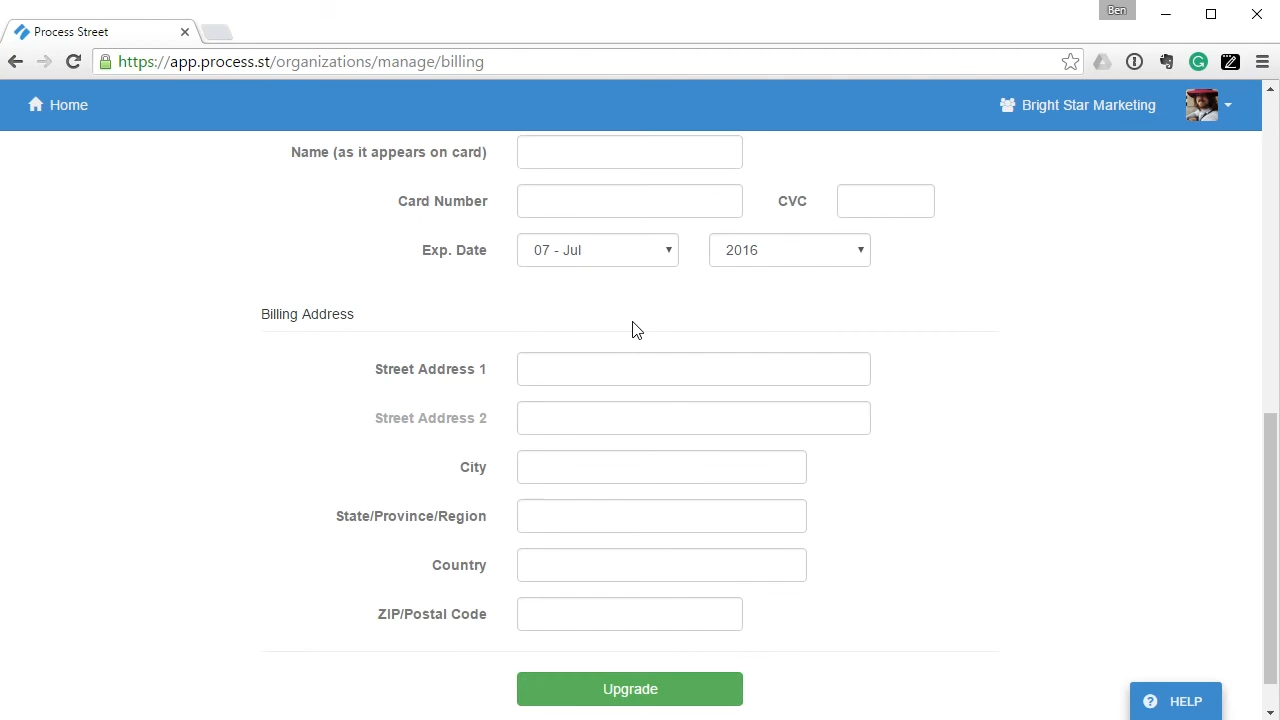 Ben
Process Street
https://app.process.st/organizations/manage/billing
Home
Bright Star Marketing
Name (as it appears on card)
Card Number
CVC
Exp. Date
07 - Jul
2016
Billing Address
Street Address 1
Street Address 2
City
State/Province/Region
Country
ZIP/Postal Code
Upgrade
HELP